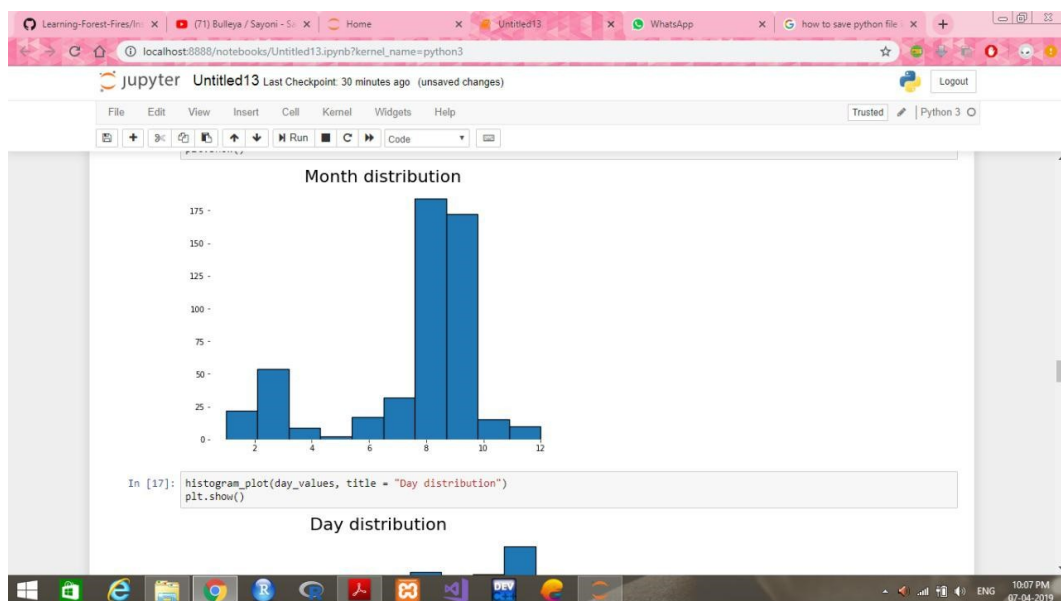 Learning-Forest-Fires/In
(71) Bulleya / Sayoni - Sa
Home
Untitled13
WhatsApp
how to save python file
localhost:8888/notebooks/Untitled13.ipynb?kernel_name=python3
jupyter Untitled13 Last Checkpoint: 30 minutes ago (unsaved changes)
Logout
File Edit View Insert Cell Kernel Widgets Help
Trusted Python 3
Run Code
Month distribution
175
150
125
100
75
50
25
0
2 4 6 8 10 12
In [17]: histogram_plot(day_values, title = "Day distribution")
plt.show()
Day distribution
ENG
10:07 PM
07-04-2019
DEV